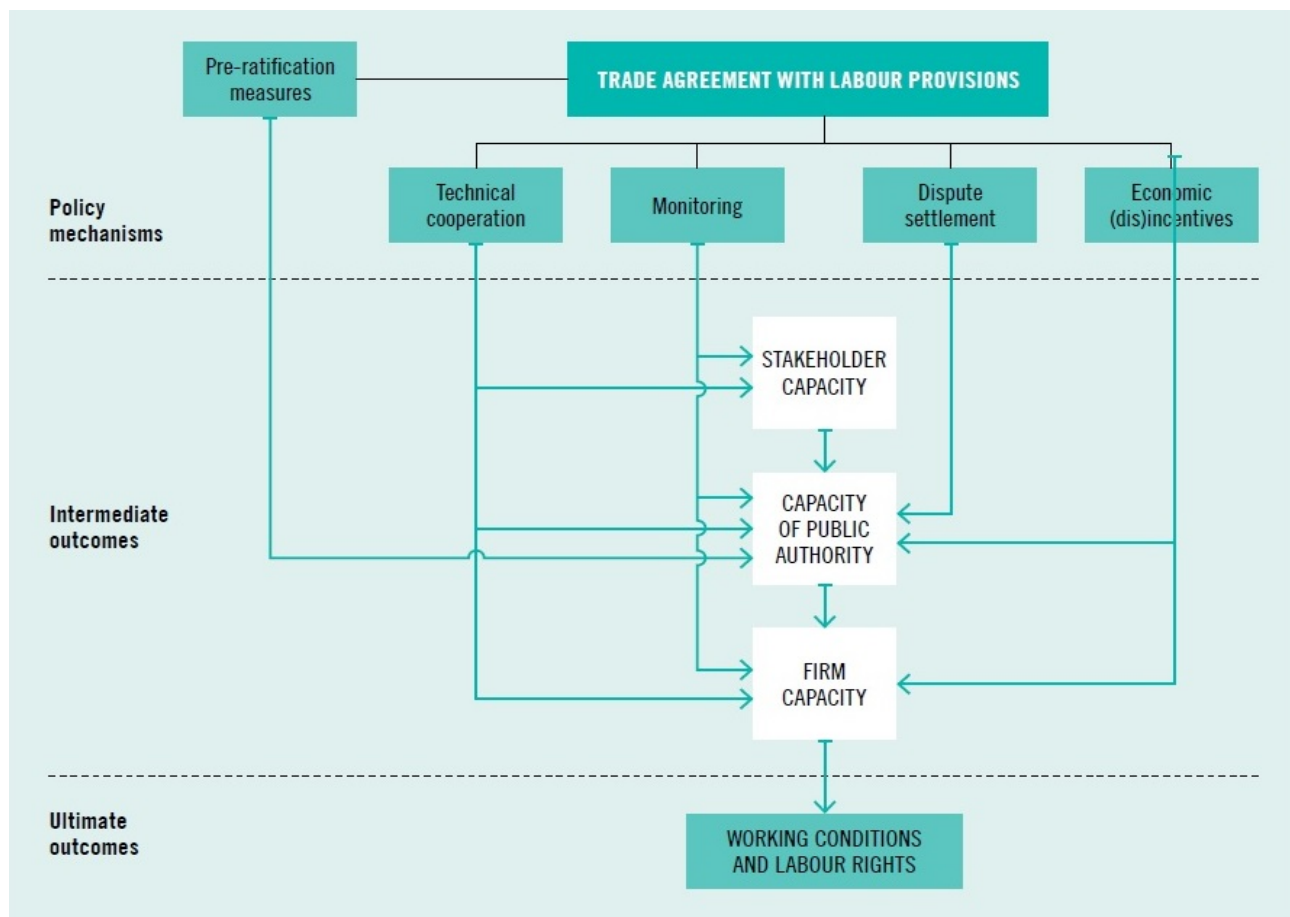 Pre-ratification
measures
TRADE AGREEMENT WITH LABOUR PROVISIONS
Policy
mechanisms
Technical
cooperation
Monitoring
Dispute
settlement
Economic
(dis)incentives
STAKEHOLDER
CAPACITY
Intermediate
outcomes
CAPACITY
OF PUBLIC
AUTHORITY
FIRM
CAPACITY
Ultimate
outcomes
WORKING CONDITIONS
AND LABOUR RIGHTS